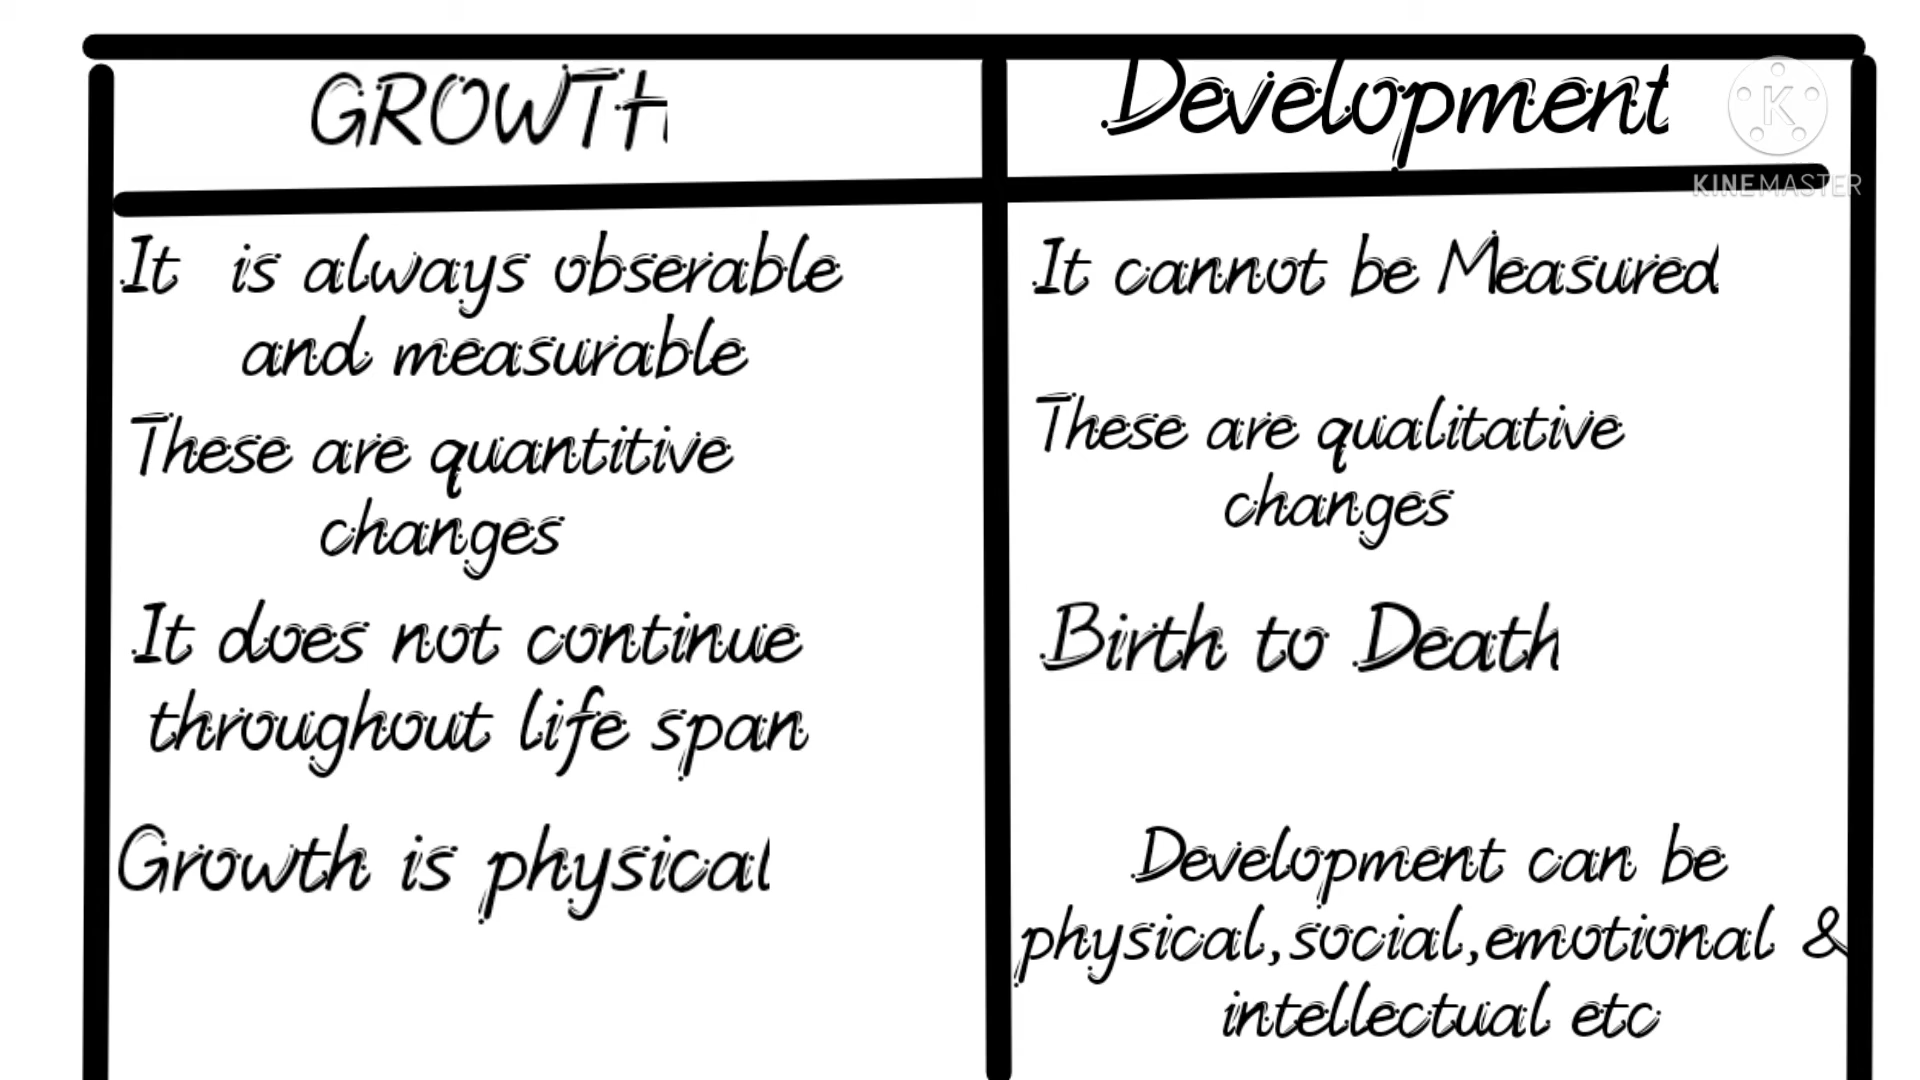 GROWTH
Development
KINEMASTER
It is always obserable
and measurable
It cannot be Measured
These are quantitive
changes
These are qualitative
changes
It does not continue
throughout life span
Birth to Death
Growth is physical
Development can be
physical,social,emotional &
intellectual etc